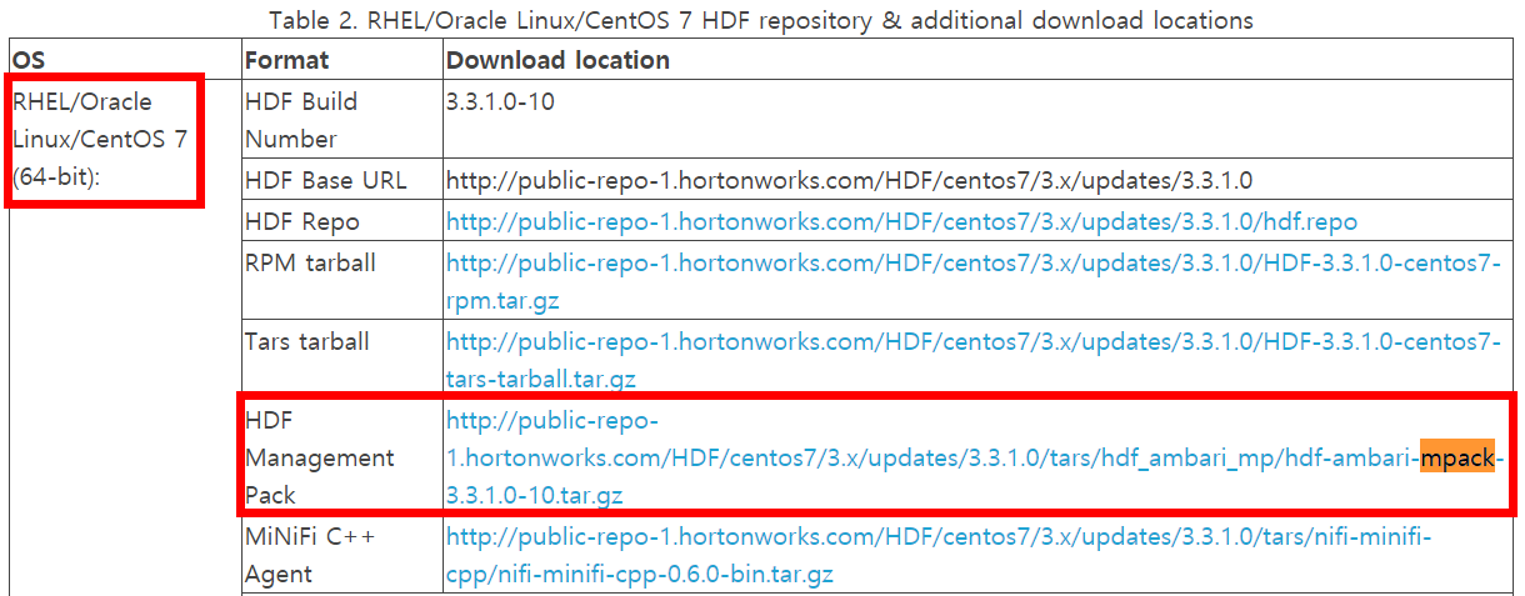 Table 2. RHEL/Oracle Linux/CentOS 7 HDF repository & additional download locations
OS
Format
Download location
RHEL/Oracle
Linux/CentOS 7
(64-bit):
HDF Build
Number
3.3.1.0-10
HDF Base URL
http://public-repo-1.hortonworks.com/HDF/centos7/3.x/updates/3.3.1.0
HDF Repo
http://public-repo-1.hortonworks.com/HDF/centos7/3.x/updates/3.3.1.0/hdf.repo
RPM tarball
http://public-repo-1.hortonworks.com/HDF/centos7/3.x/updates/3.3.1.0/HDF-3.3.1.0-centos7-
rpm.tar.gz
Tars tarball
http://public-repo-1.hortonworks.com/HDF/centos7/3.x/updates/3.3.1.0/HDF-3.3.1.0-centos7-
tars-tarball.tar.gz
HDF
Management
Pack
http://public-repo-
1.hortonworks.com/HDF/centos7/3.x/updates/3.3.1.0/tars/hdf_ambari_mp/hdf-ambari-mpack-
3.3.1.0-10.tar.gz
MiNiFi C++
Agent
http://public-repo-1.hortonworks.com/HDF/centos7/3.x/updates/3.3.1.0/tars/nifi-minifi-
cpp/nifi-minifi-cpp-0.6.0-bin.tar.gz